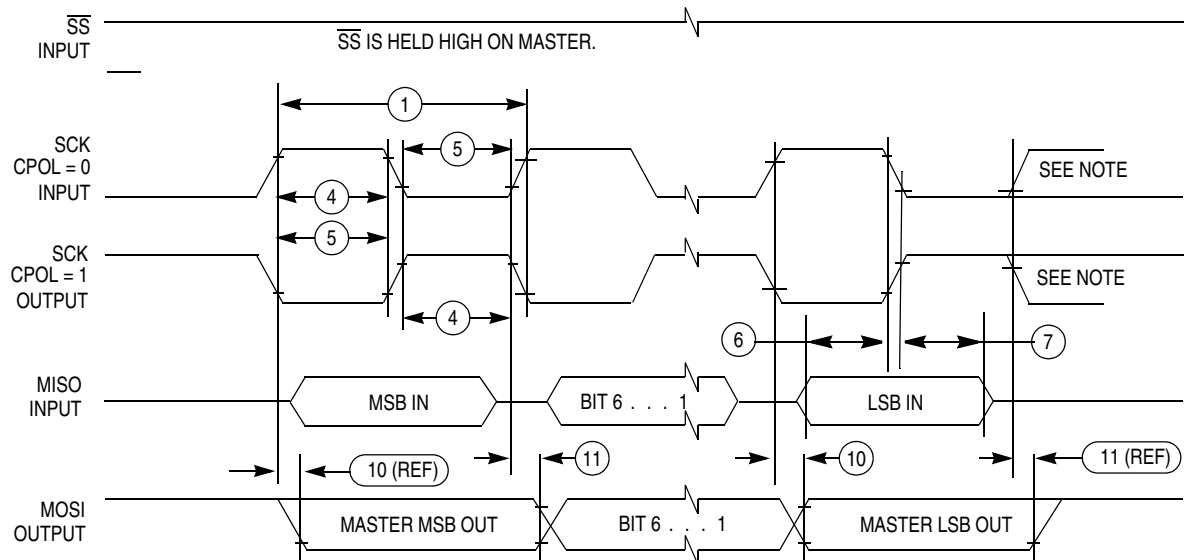 SS
INPUT
SS IS HELD HIGH ON MASTER.
1
SCK
CPOL = 0
INPUT
5
SEE NOTE
4
5
SCK
CPOL = 1
OUTPUT
SEE NOTE
4
6
7
MISO
INPUT
MSB IN
BIT 6 . . . 1
LSB IN
10 (REF)
11
10
11 (REF)
MOSI
OUTPUT
MASTER MSB OUT
BIT 6 . . . 1
MASTER LSB OUT